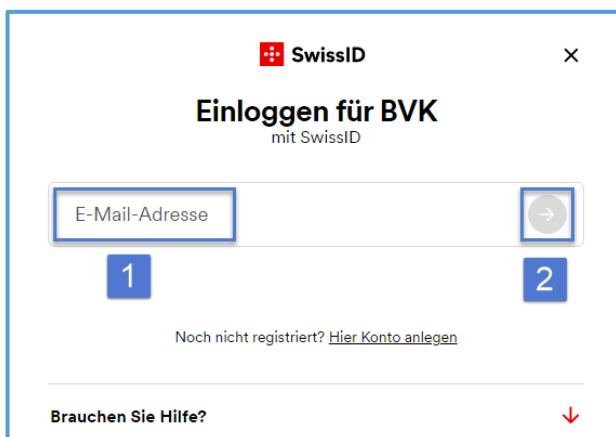 SwissID
Einloggen für BVK
mit SwissID
E-Mail-Adresse
1
2
Noch nicht registriert? Hier Konto anlegen
Brauchen Sie Hilfe?